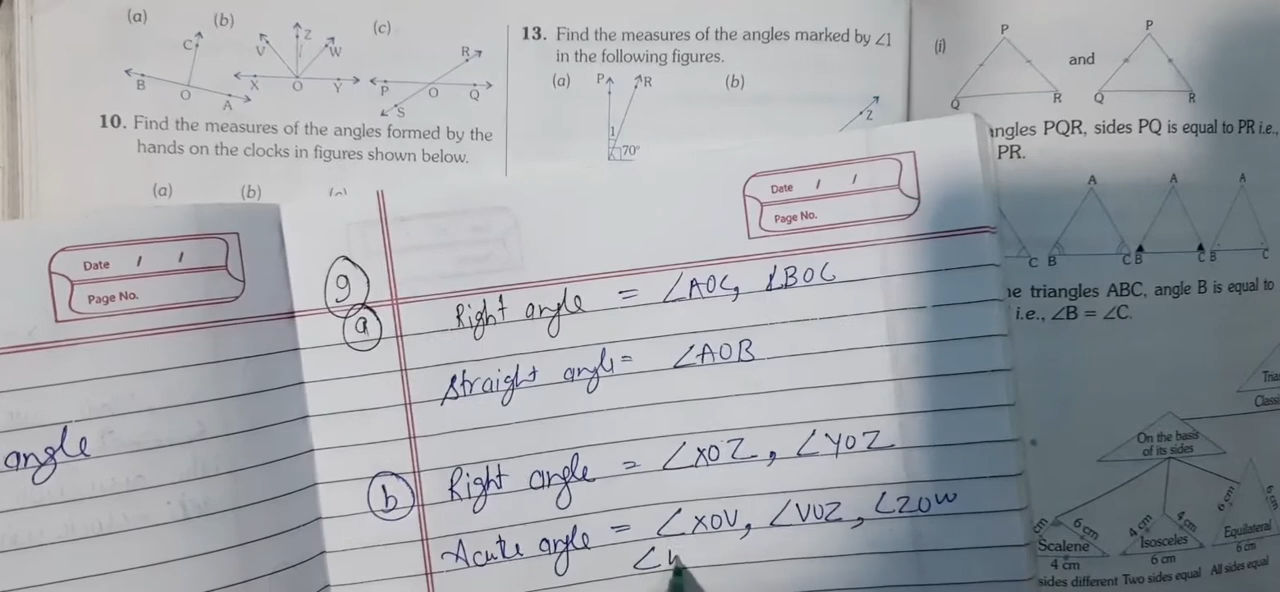 (a)
(b)
(c)
C
B
O
A
V
Z
W
X
O
Y
R
P
O
Q
S
10. Find the measures of the angles formed by the
hands on the clocks in figures shown below.
(a)
(b)
13. Find the measures of the angles marked by ∠1
in the following figures.
(a)
P
R
1
70°
(b)
Z
(i)
P
Q
R
and
P
Q
R
angles PQR, sides PQ is equal to PR i.e.,
PR.
A
A
A
C B
C B
C B
C
he triangles ABC, angle B is equal to
i.e., ∠B = ∠C.
Classi
On the basis
of its sides
cm
6 cm
Scalene
4 cm
4 cm
4 cm
Isosceles
6 cm
6 cm
6 cm
Equilateral
6 cm
sides different Two sides equal All sides equal
Date / /
Page No.
angle
Date / /
Page No.
9
a Right angle = ∠AOC, ∠BOC
Straight angle = ∠AOB
b Right angle = ∠XOZ, ∠YOZ
Acute angle = ∠XOV, ∠VOZ, ∠ZOW
∠